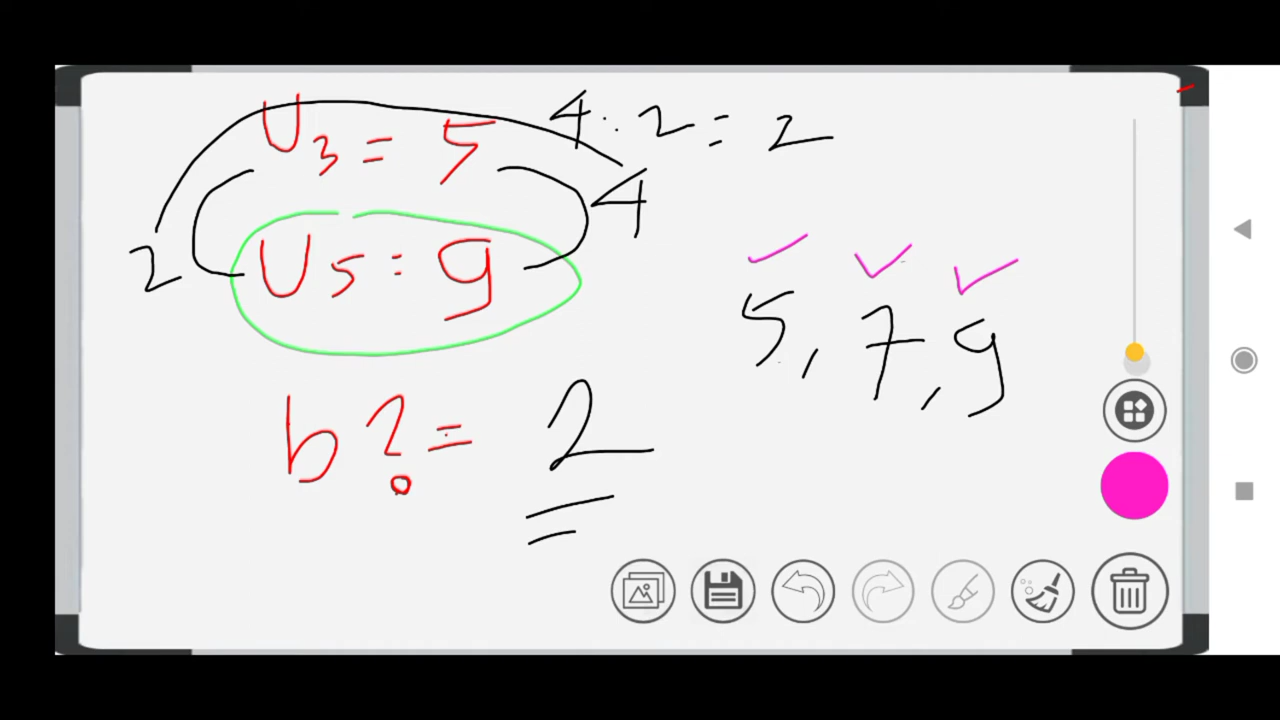 U3 = 5
4 : 2 = 2
4
2
U5 = 9
5, 7, 9
b ? = 2